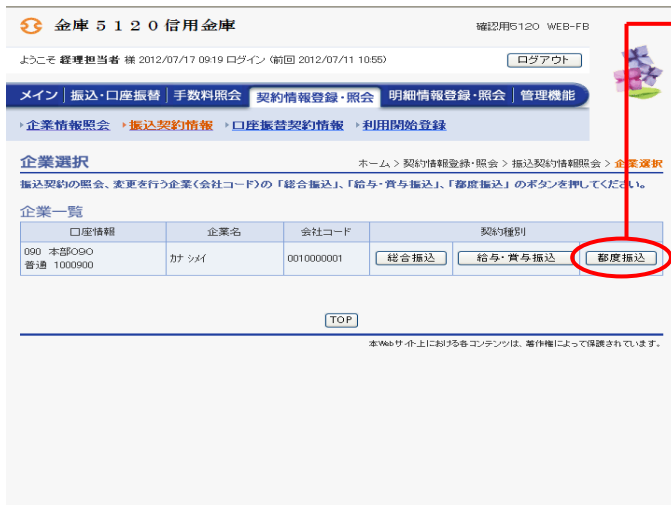 金庫５１２０信用金庫
確認用5120 WEB-FB
ようこそ 経理担当者 様 2012/07/17 09:19 ログイン (前回 2012/07/11 10:55)
ログアウト
メイン 振込・口座振替 手数料照会 契約情報登録・照会 明細情報登録・照会 管理機能
企業情報照会 振込契約情報 口座振替契約情報 利用開始登録
企業選択
ホーム > 契約情報登録・照会 > 振込契約情報照会 > 企業選択
振込契約の照会、変更を行う企業(会社コード)の「総合振込」、「給与・賞与振込」、「都度振込」のボタンを押してください。
企業一覧
口座情報 企業名 会社コード 契約種別
090 本部090 カナ シメイ 0010000001 総合振込 給与・賞与振込 都度振込
普通 1000900
TOP
本Webサイト上における各コンテンツは、著作権によって保護されています。